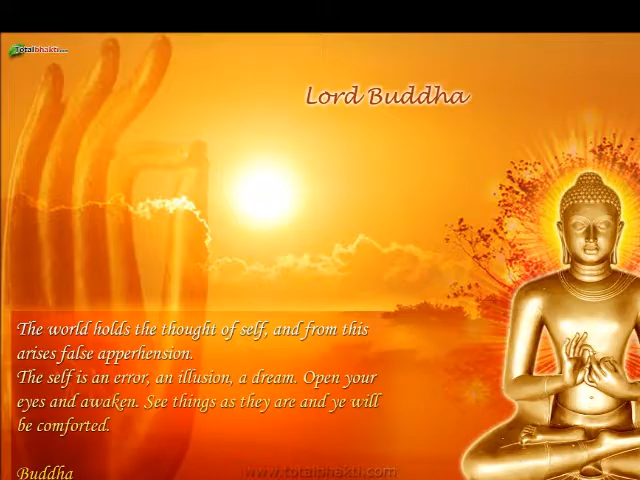 Totalbhakti.com
Lord Buddha
The world holds the thought of self, and from this
arises false apperhension.
The self is an error, an illusion, a dream. Open your
eyes and awaken. See things as they are and ye will
be comforted.
Buddha
www.totalbhakti.com